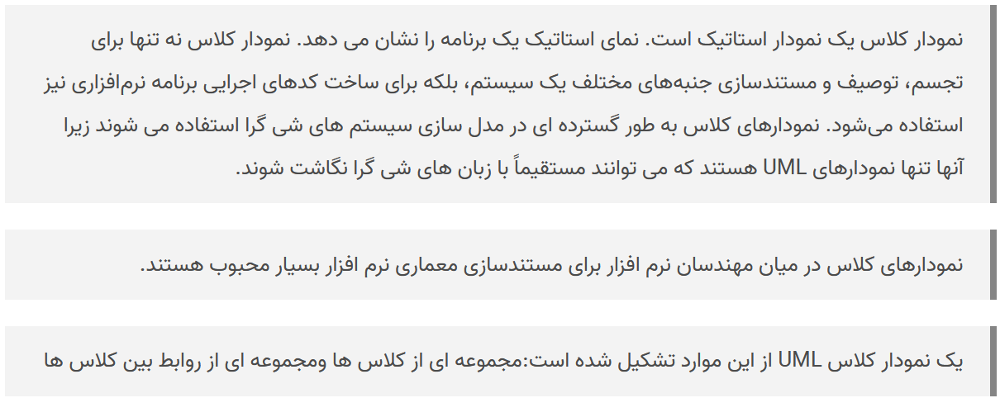 نمودار کلاس یک نمودار استاتیک است. نمای استاتیک یک برنامه را نشان می دهد. نمودار کلاس نه تنها برای
تجسم، توصیف و مستندسازی جنبه‌های مختلف یک سیستم، بلکه برای ساخت کدهای اجرایی برنامه نرم‌افزاری نیز
استفاده می‌شود. نمودارهای کلاس به طور گسترده ای در مدل سازی سیستم های شی گرا استفاده می شوند زیرا
آنها تنها نمودارهای UML هستند که می توانند مستقیماً با زبان های شی گرا نگاشت شوند.
نمودارهای کلاس در میان مهندسان نرم افزار برای مستندسازی معماری نرم افزار بسیار محبوب هستند.
یک نمودار کلاس UML از این موارد تشکیل شده است:مجموعه ای از کلاس ها ومجموعه ای از روابط بین کلاس ها